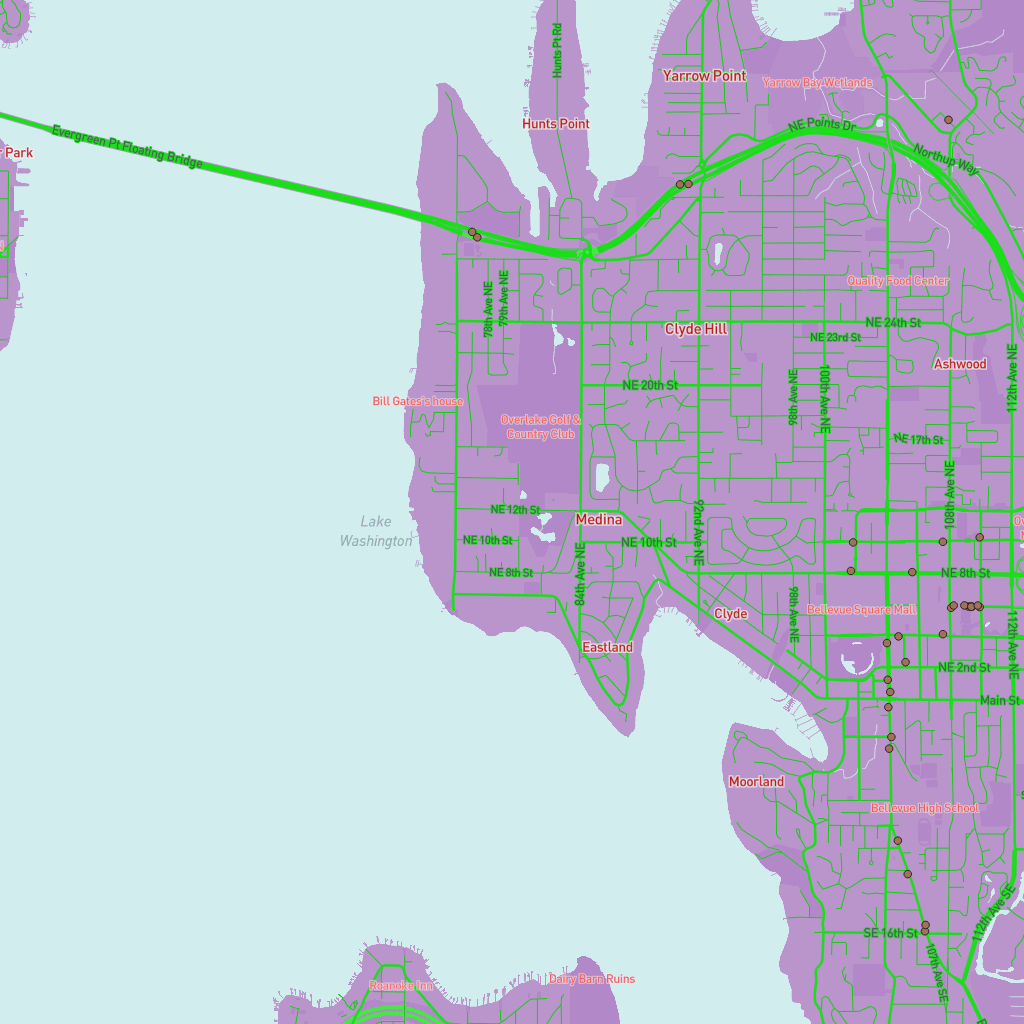 Hunts Pt Rd
Yarrow Point
Yarrow Bay Wetlands
Hunts Point
NE Points Dr
Evergreen Pt Floating Bridge
Park
Northup Way
78th Ave NE
79th Ave NE
Quality Food Center
NE 24th St
Clyde Hill
NE 23rd St
Ashwood
112th Ave NE
NE 20th St
98th Ave NE
100th Ave NE
Bill Gates's house
Overlake Golf &
Country Club
NE 17th St
108th Ave NE
NE 12th St
Lake
Washington
Medina
92nd Ave NE
NE 10th St
NE 10th St
84th Ave NE
NE 8th St
NE 8th St
98th Ave NE
Bellevue Square Mall
Clyde
112th Ave NE
Eastland
NE 2nd St
Main St
Moorland
Bellevue High School
112th Ave SE
SE 16th St
107th Ave SE
Dairy Barn Ruins
Roanoke Inn